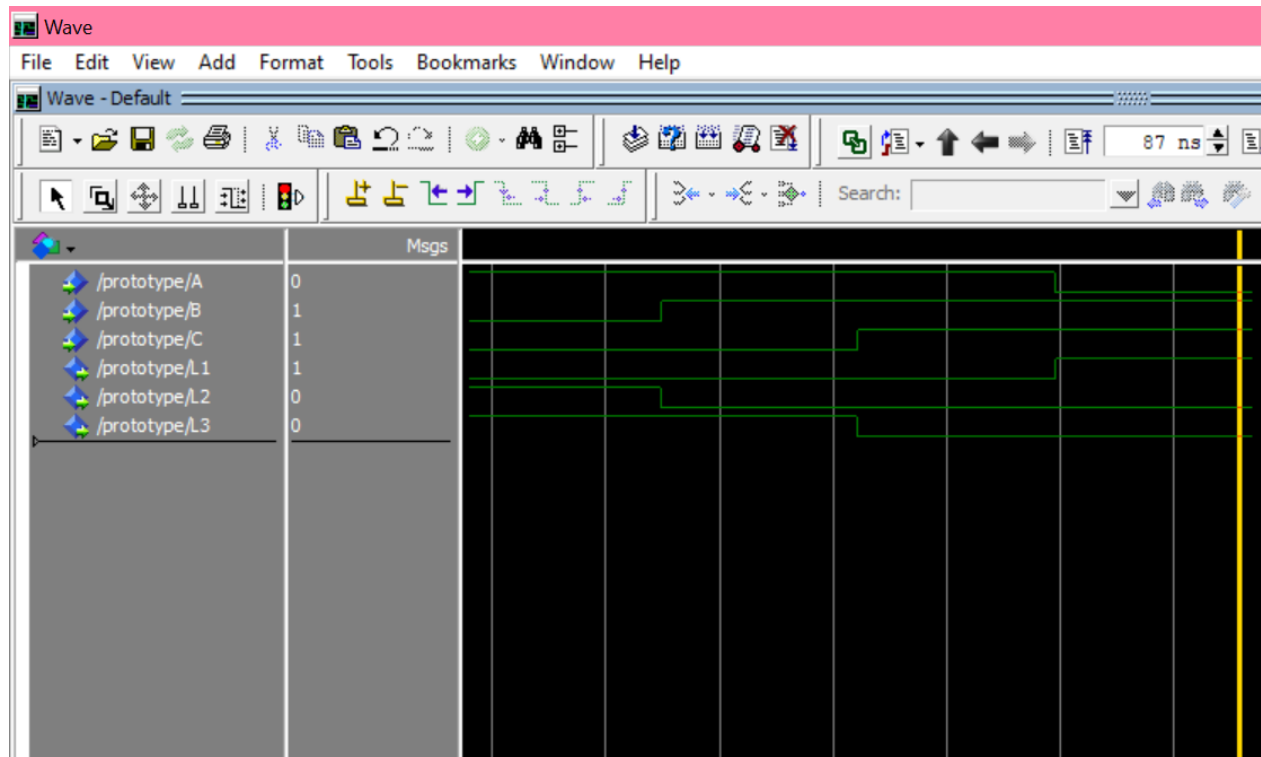 Wave
File Edit View Add Format Tools Bookmarks Window Help
Wave - Default
87 ns
Search:
Msgs
/prototype/A 0
/prototype/B 1
/prototype/C 1
/prototype/L1 1
/prototype/L2 0
/prototype/L3 0